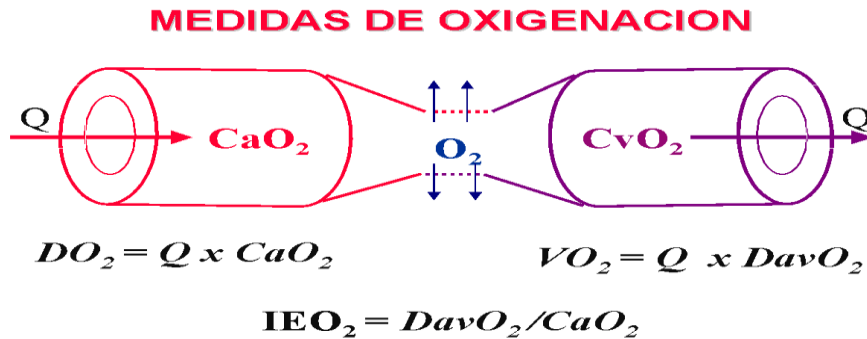 MEDIDAS DE OXIGENACION
Q CaO₂ O₂ CvO₂ Q
DO₂ = Q x CaO₂ VO₂ = Q x DavO₂
IEO₂ = DavO₂/CaO₂